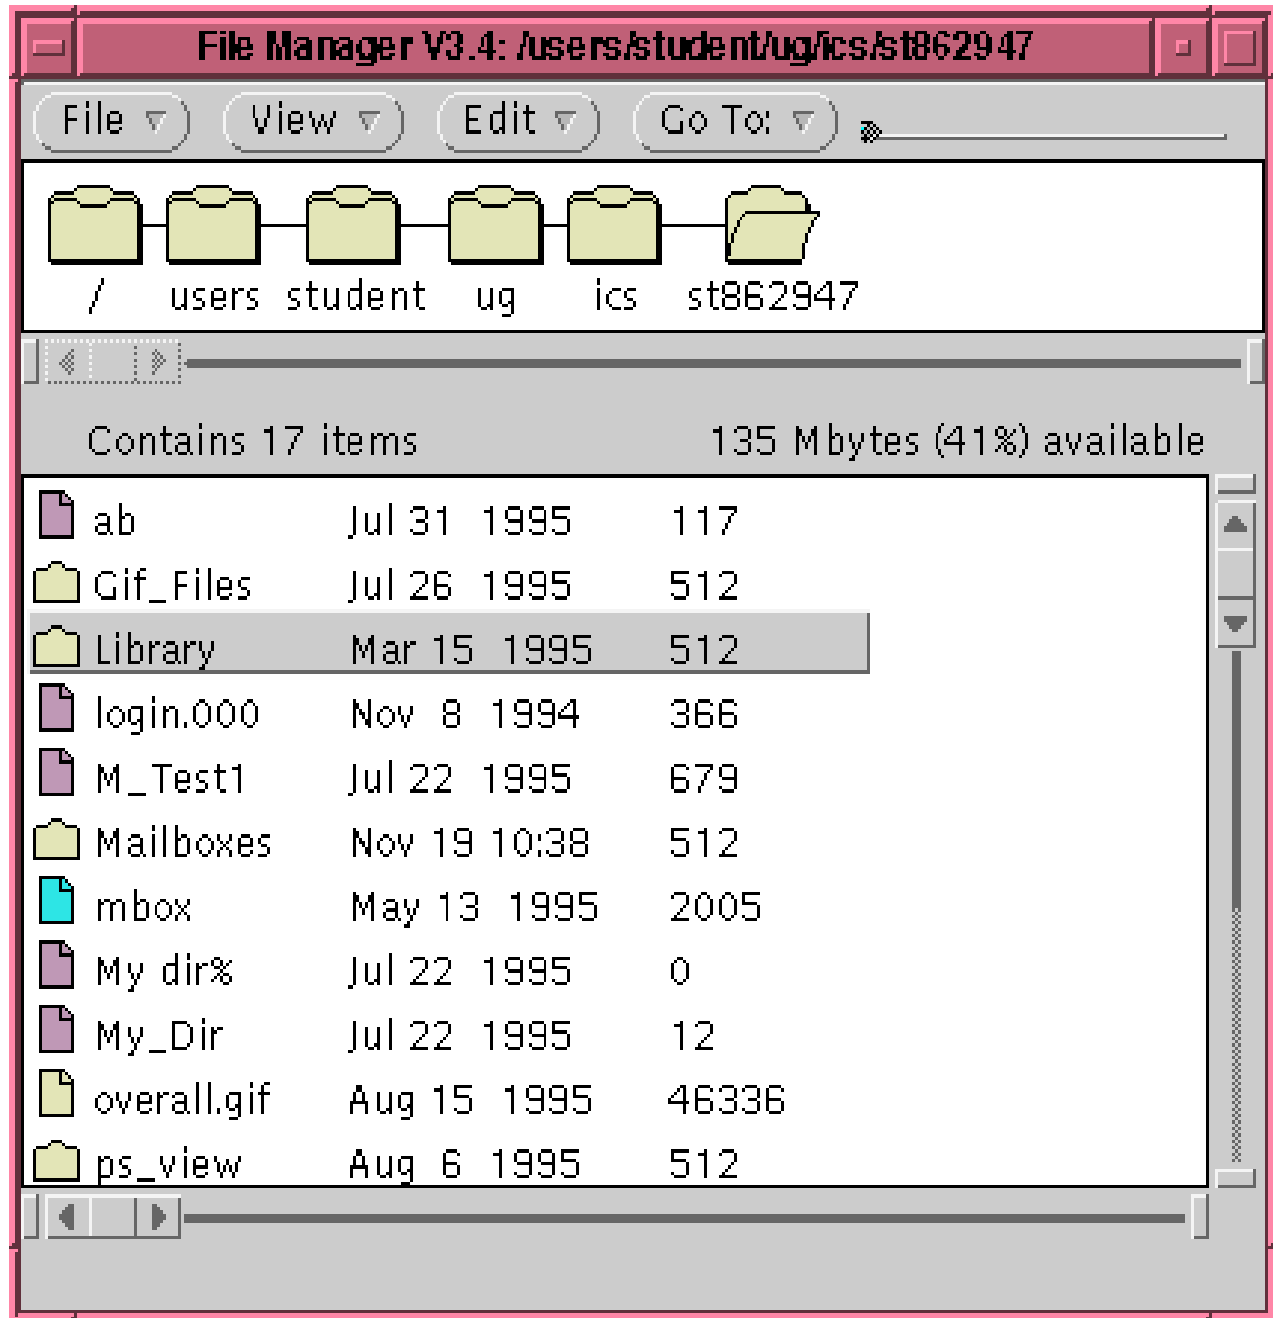 File Manager V3.4: /users/student/ug/ics/st862947
File View Edit Go To:
/ users student ug ics st862947
Contains 17 items 135 Mbytes (41%) available
ab Jul 31 1995 117
Gif_Files Jul 26 1995 512
Library Mar 15 1995 512
login.000 Nov 8 1994 366
M_Test1 Jul 22 1995 679
Mailboxes Nov 19 10:38 512
mbox May 13 1995 2005
My dir% Jul 22 1995 0
My_Dir Jul 22 1995 12
overall.gif Aug 15 1995 46336
ps_view Aug 6 1995 512